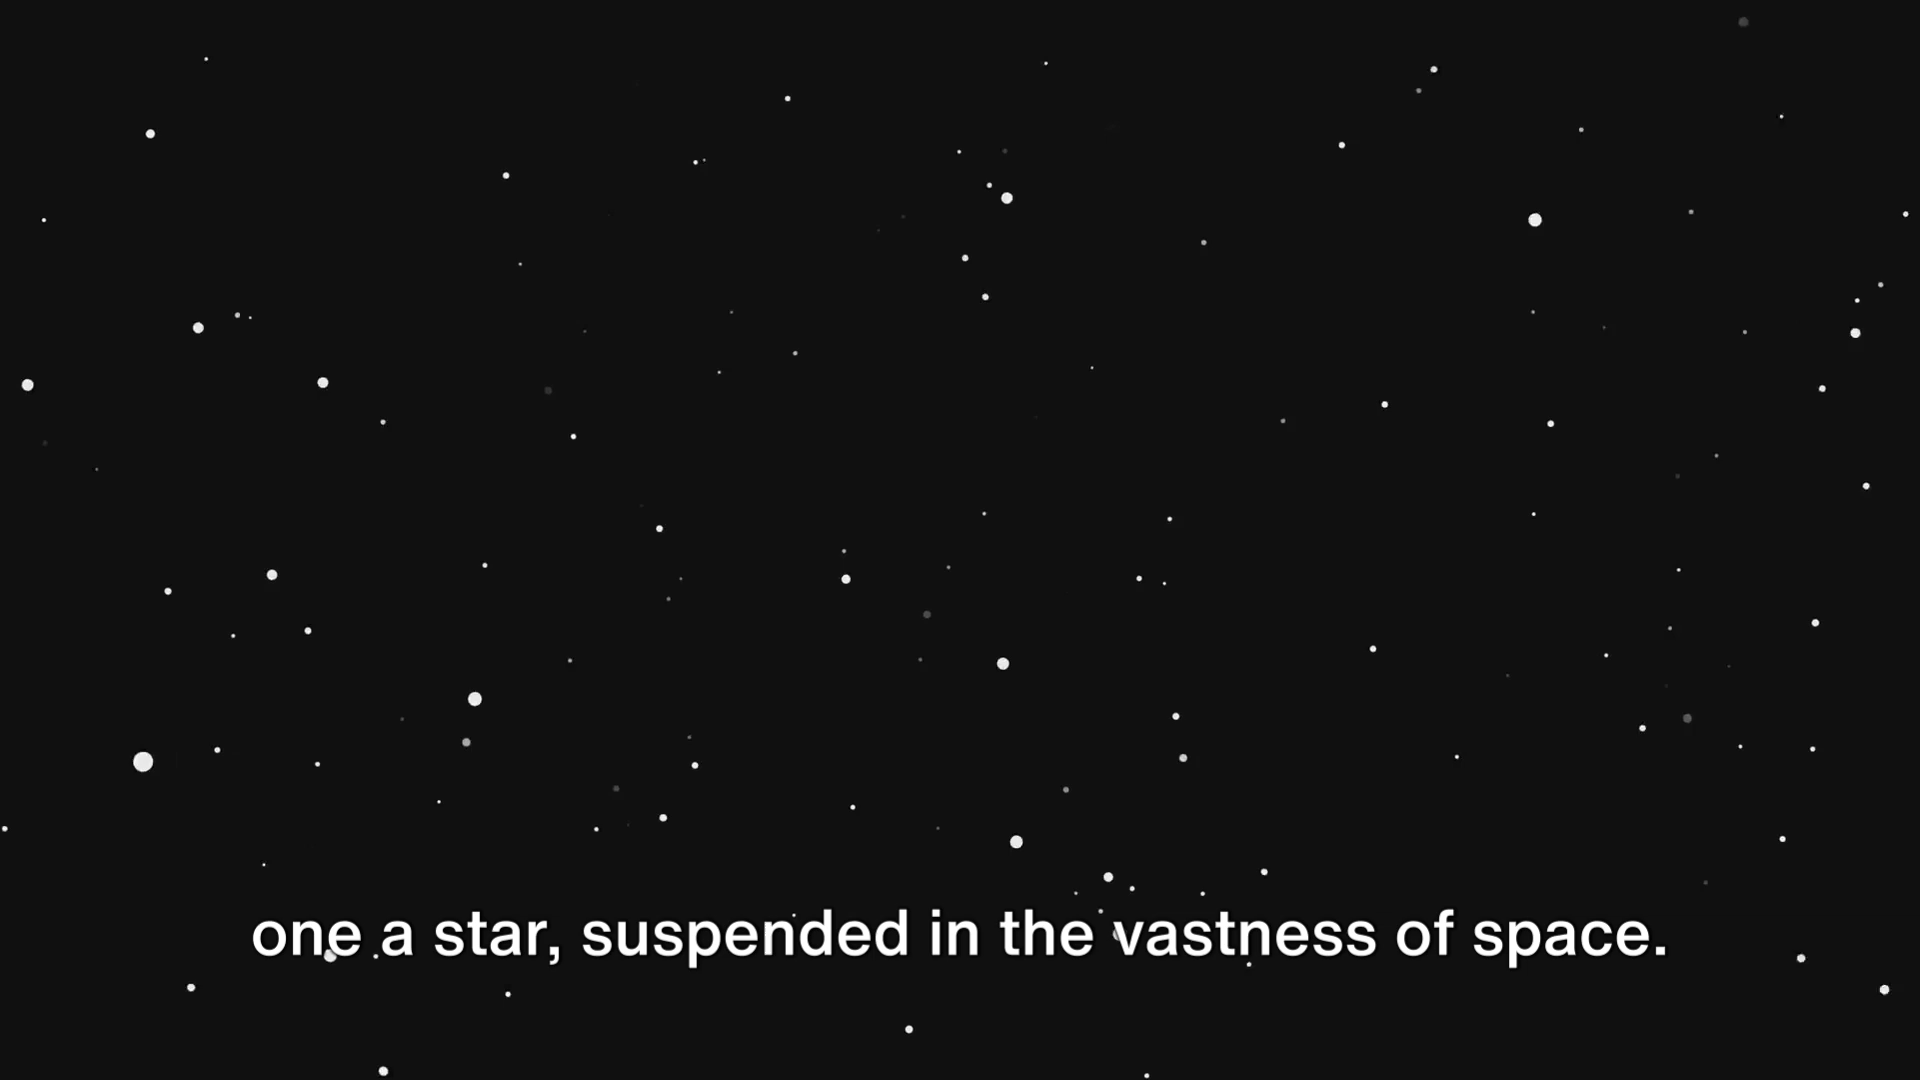 one a star, suspended in the vastness of space.